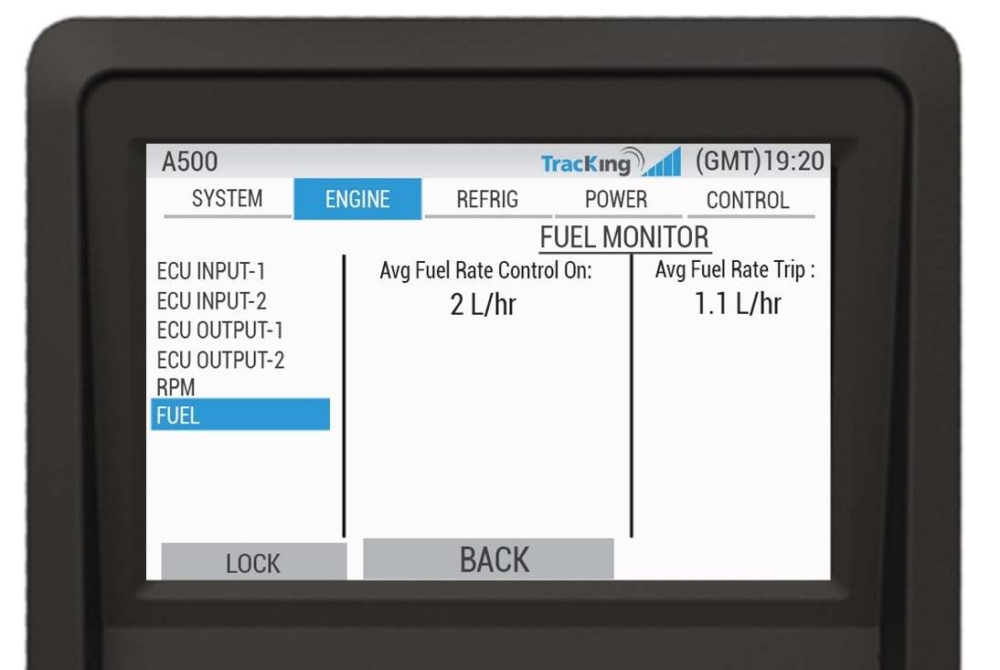 A500 TracKing (GMT)19:20
SYSTEM ENGINE REFRIG POWER CONTROL
FUEL MONITOR
ECU INPUT-1
ECU INPUT-2
ECU OUTPUT-1
ECU OUTPUT-2
RPM
FUEL
Avg Fuel Rate Control On:
2 L/hr
Avg Fuel Rate Trip :
1.1 L/hr
LOCK BACK